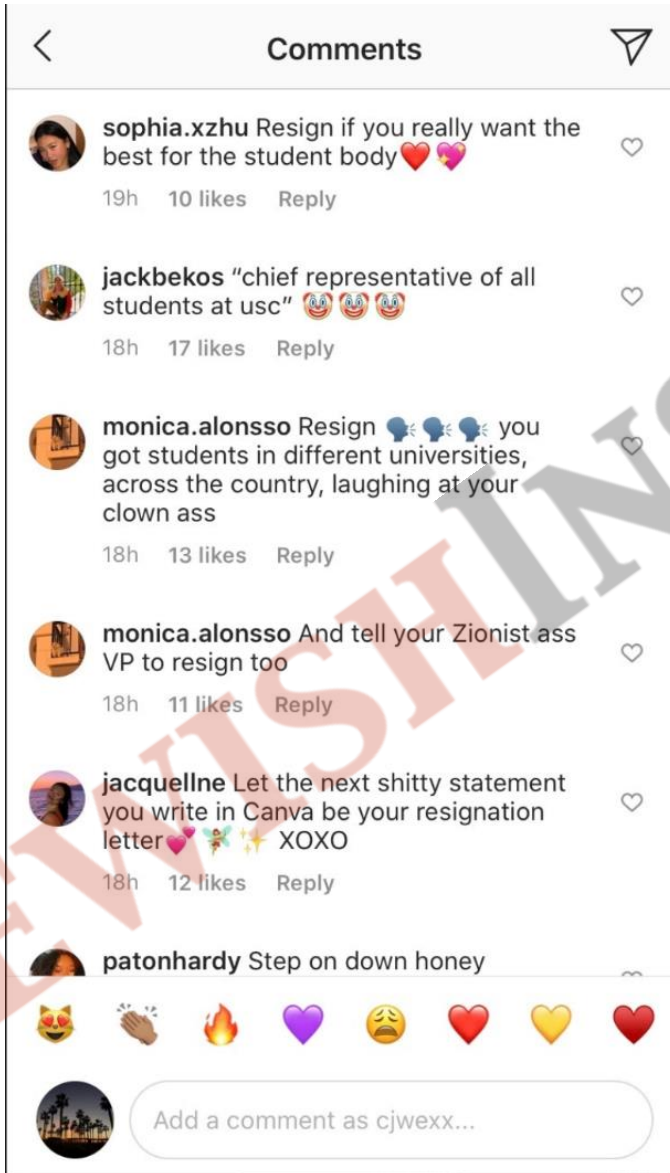 Comments
sophia.xzhu Resign if you really want the
best for the student body❤️💖
19h 10 likes Reply
jackbekos “chief representative of all
students at usc” 🤡🤡🤡
18h 17 likes Reply
monica.alonsso Resign 🗣️🗣️🗣️ you
got students in different universities,
across the country, laughing at your
clown ass
18h 13 likes Reply
monica.alonsso And tell your Zionist ass
VP to resign too
18h 11 likes Reply
jacquellne Let the next shitty statement
you write in Canva be your resignation
letter💕🧚✨ XOXO
18h 12 likes Reply
patonhardy Step on down honey
Add a comment as cjwexx...
EWISHINS